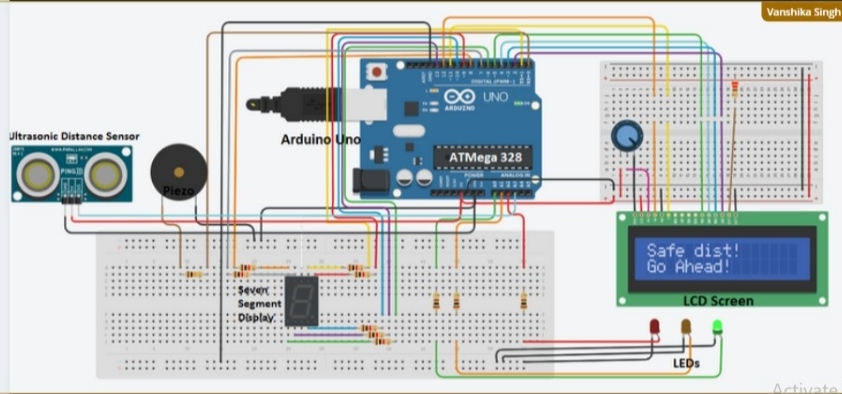 Vanshika Singh
Ultrasonic Distance Sensor
PING)))
Piezo
Arduino Uno
DIGITAL (PWM~)
UNO
ARDUINO
ATMega 328
POWER
ANALOG IN
Seven
Segment
Display.
Safe dist!
Go Ahead!
LCD Screen
LEDs
Activate